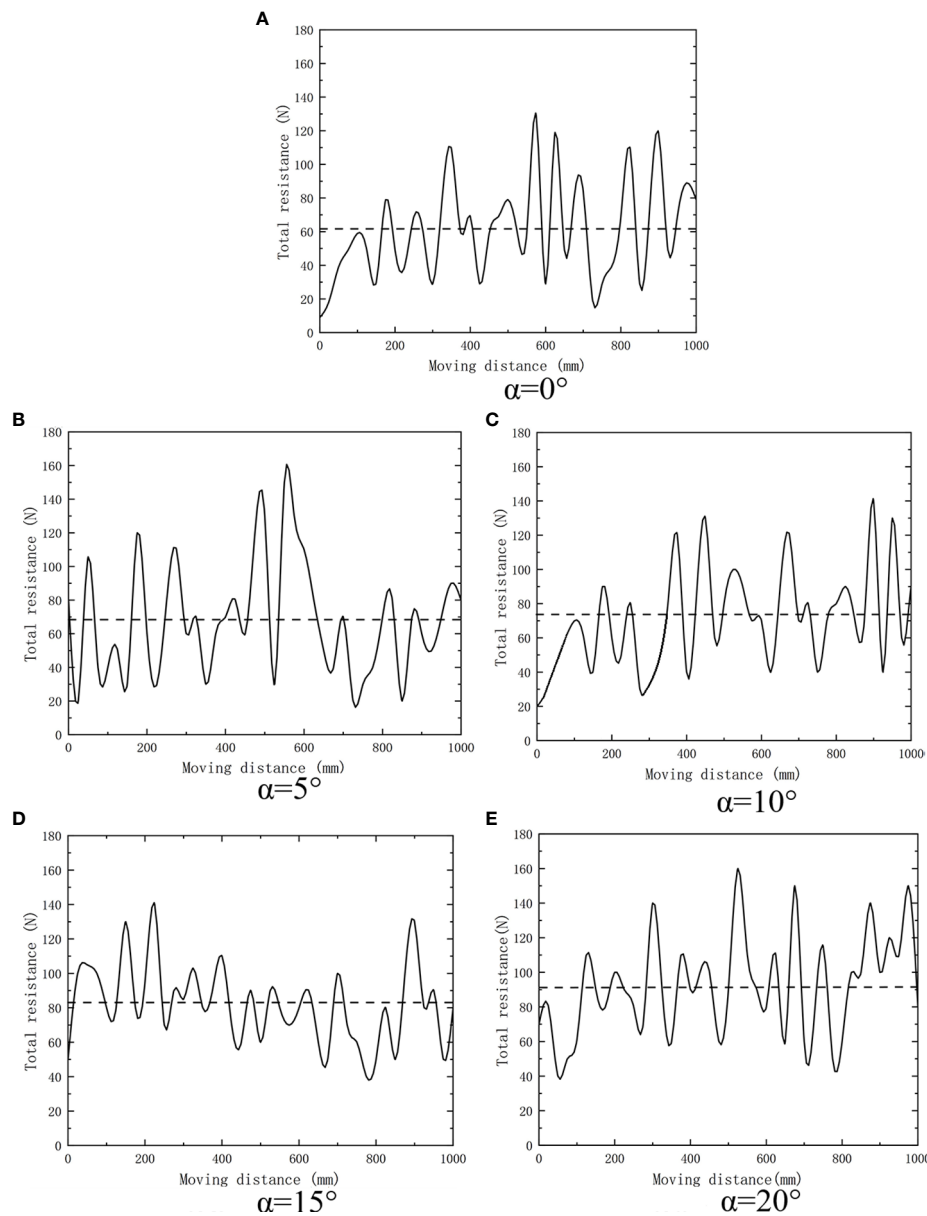 A
180
160
140
120
100
80
60
40
20
0
Total resistance (N)
0 200 400 600 800 1000
Moving distance (mm)
α=0°
B
180
160
140
120
100
80
60
40
20
0
Total resistance (N)
0 200 400 600 800 1000
Moving distance (mm)
α=5°
C
180
160
140
120
100
80
60
40
20
0
Total resistance (N)
0 200 400 600 800 1000
Moving distance (mm)
α=10°
D
180
160
140
120
100
80
60
40
20
0
Total resistance (N)
0 200 400 600 800 1000
Moving distance (mm)
α=15°
E
180
160
140
120
100
80
60
40
20
0
Total resistance(N)
0 200 400 600 800 1000
Moving distance(mm)
α=20°